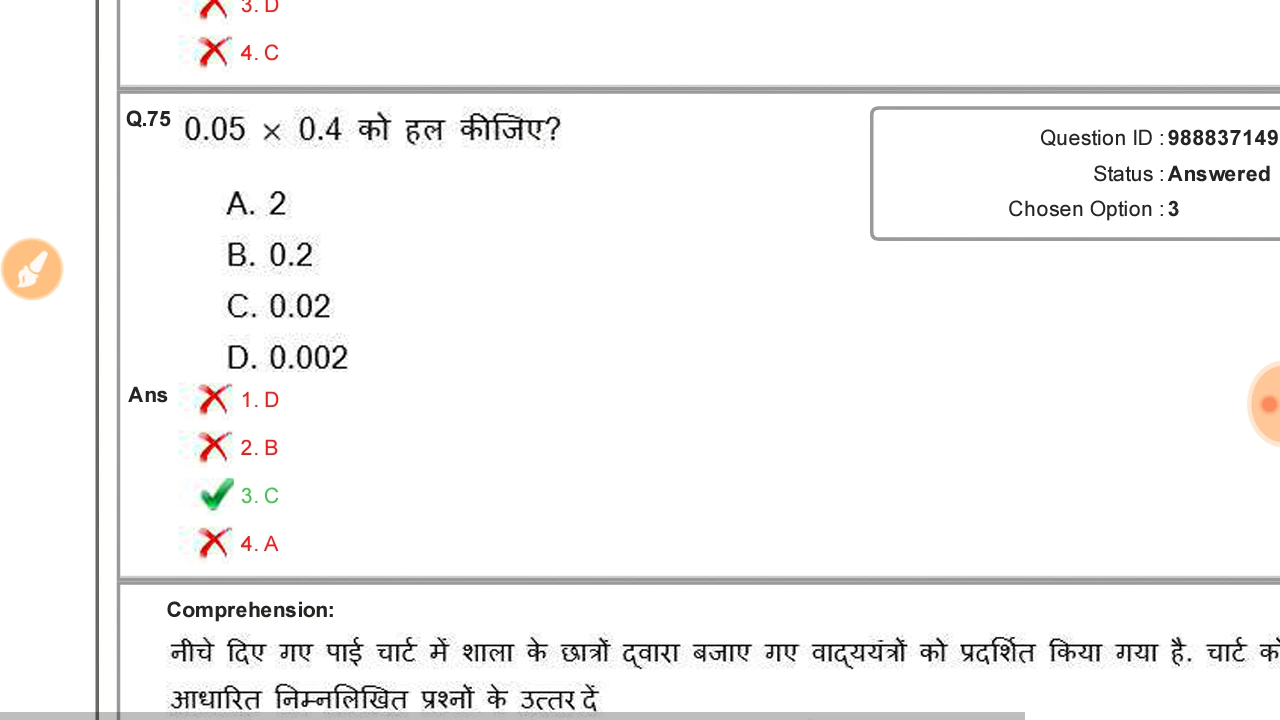 3. D
4. C
Q.75 0.05 × 0.4 को हल कीजिए?
Question ID : 988837149
Status : Answered
Chosen Option : 3
A. 2
B. 0.2
C. 0.02
D. 0.002
Ans 1. D
2. B
3. C
4. A
Comprehension:
नीचे दिए गए पाई चार्ट में शाला के छात्रों द्वारा बजाए गए वाद्ययंत्रों को प्रदर्शित किया गया है. चार्ट
आधारित निम्नलिखित प्रश्नों के उत्तर दें